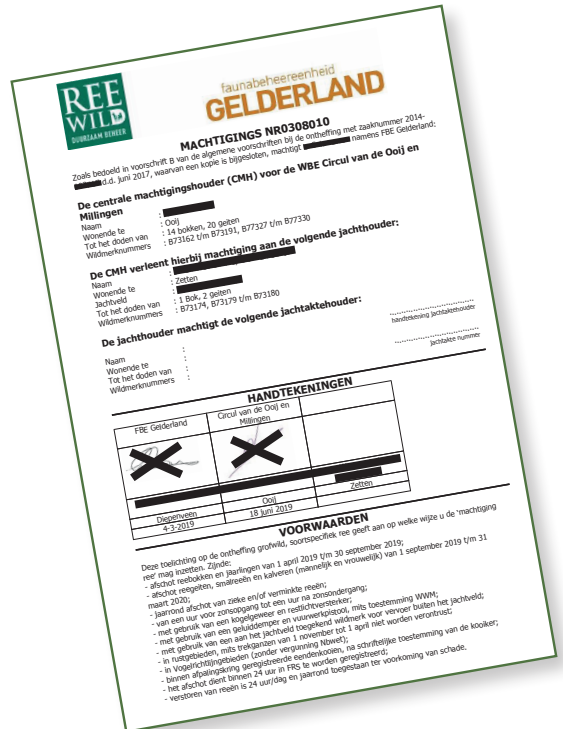 REE
WILD
DUURZAAM BEHEER
faunabeheereenheid
GELDERLAND
MACHTIGINGS NR0308010
Zoals bedoeld in voorschrift B van de algemene voorschriften bij de ontheffing met zaaknummer 2014-
d.d. juni 2017, waarvan een kopie is bijgesloten, machtigt namens FBE Gelderland:
De centrale machtigingshouder (CMH) voor de WBE Circul van de Ooij en
Millingen
Naam :
Wonende te : Ooij
Tot het doden van : 14 bokken, 20 geiten
Wildmerknummers : B73162 t/m B73191, B77327 t/m B77330
De CMH verleent hierbij machtiging aan de volgende jachthouder:
Naam :
Wonende te : Zetten
Jachtveld :
Tot het doden van : 1 Bok, 2 geiten
Wildmerknummers : B73174, B73179 t/m B73180
De jachthouder machtigt de volgende jachtaktehouder:
Naam :
Wonende te :
Tot het doden van :
Wildmerknummers :
handtekening jachtaktehouder
jachtakte nummer
HANDTEKENINGEN
FBE Gelderland
Circul van de Ooij en
Millingen
Diepenveen
Ooij
Zetten
4-3-2019
18 juni 2019
VOORWAARDEN
Deze toelichting op de ontheffing grofwild, soortspecifiek ree geeft aan op welke wijze u de 'machtiging
ree' mag inzetten. Zijnde:
- afschot reebokken en jaarlingen van 1 april 2019 t/m 30 september 2019;
- afschot reegeiten, smalreeën en kalveren (mannelijk en vrouwelijk) van 1 september 2019 t/m 31
maart 2020;
- jaarrond afschot van zieke en/of verminkte reeën;
- van een uur voor zonsopgang tot een uur na zonsondergang;
- met gebruik van een kogelgeweer en restlichtversterker;
- met gebruik van een geluiddemper en vuurwerkpistool, mits toestemming WWM;
- met gebruik van een aan het jachtveld toegekend wildmerk voor vervoer buiten het jachtveld;
- in rustgebieden, mits trekganzen van 1 november tot 1 april niet worden verontrust;
- in Vogelrichtlijngebieden (zonder vergunning Nbwet);
- binnen afpalingskring geregistreerde eendenkooien, na schriftelijke toestemming van de kooiker;
- het afschot dient binnen 24 uur in FRS te worden geregistreerd;
- verstoren van reeën is 24 uur/dag en jaarrond toegestaan ter voorkoming van schade.